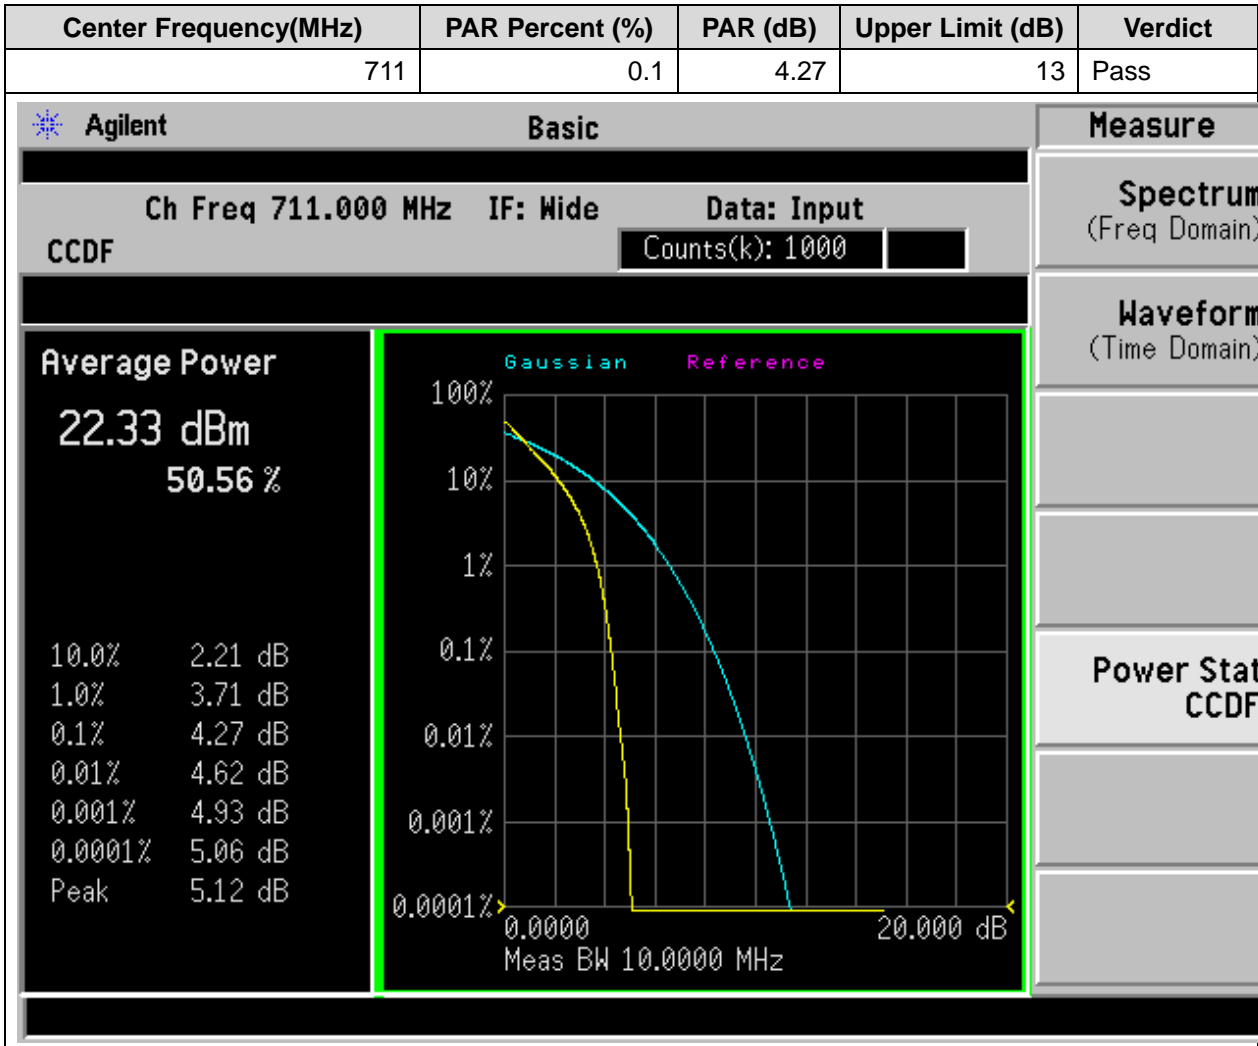 Center Frequency(MHz) PAR Percent (%) PAR (dB) Upper Limit (dB) Verdict
711 0.1 4.27 13 Pass
Agilent Basic Measure
Ch Freq 711.000 MHz IF: Wide Data: Input
CCDF Counts(k): 1000
Spectrum
(Freq Domain)
Waveform
(Time Domain)
Power Stat
CCDF
Average Power
22.33 dBm
50.56 %
10.0% 2.21 dB
1.0% 3.71 dB
0.1% 4.27 dB
0.01% 4.62 dB
0.001% 4.93 dB
0.0001% 5.06 dB
Peak 5.12 dB
Gaussian Reference
100%
10%
1%
0.1%
0.01%
0.001%
0.0001%
0.0000 20.000 dB
Meas BW 10.0000 MHz